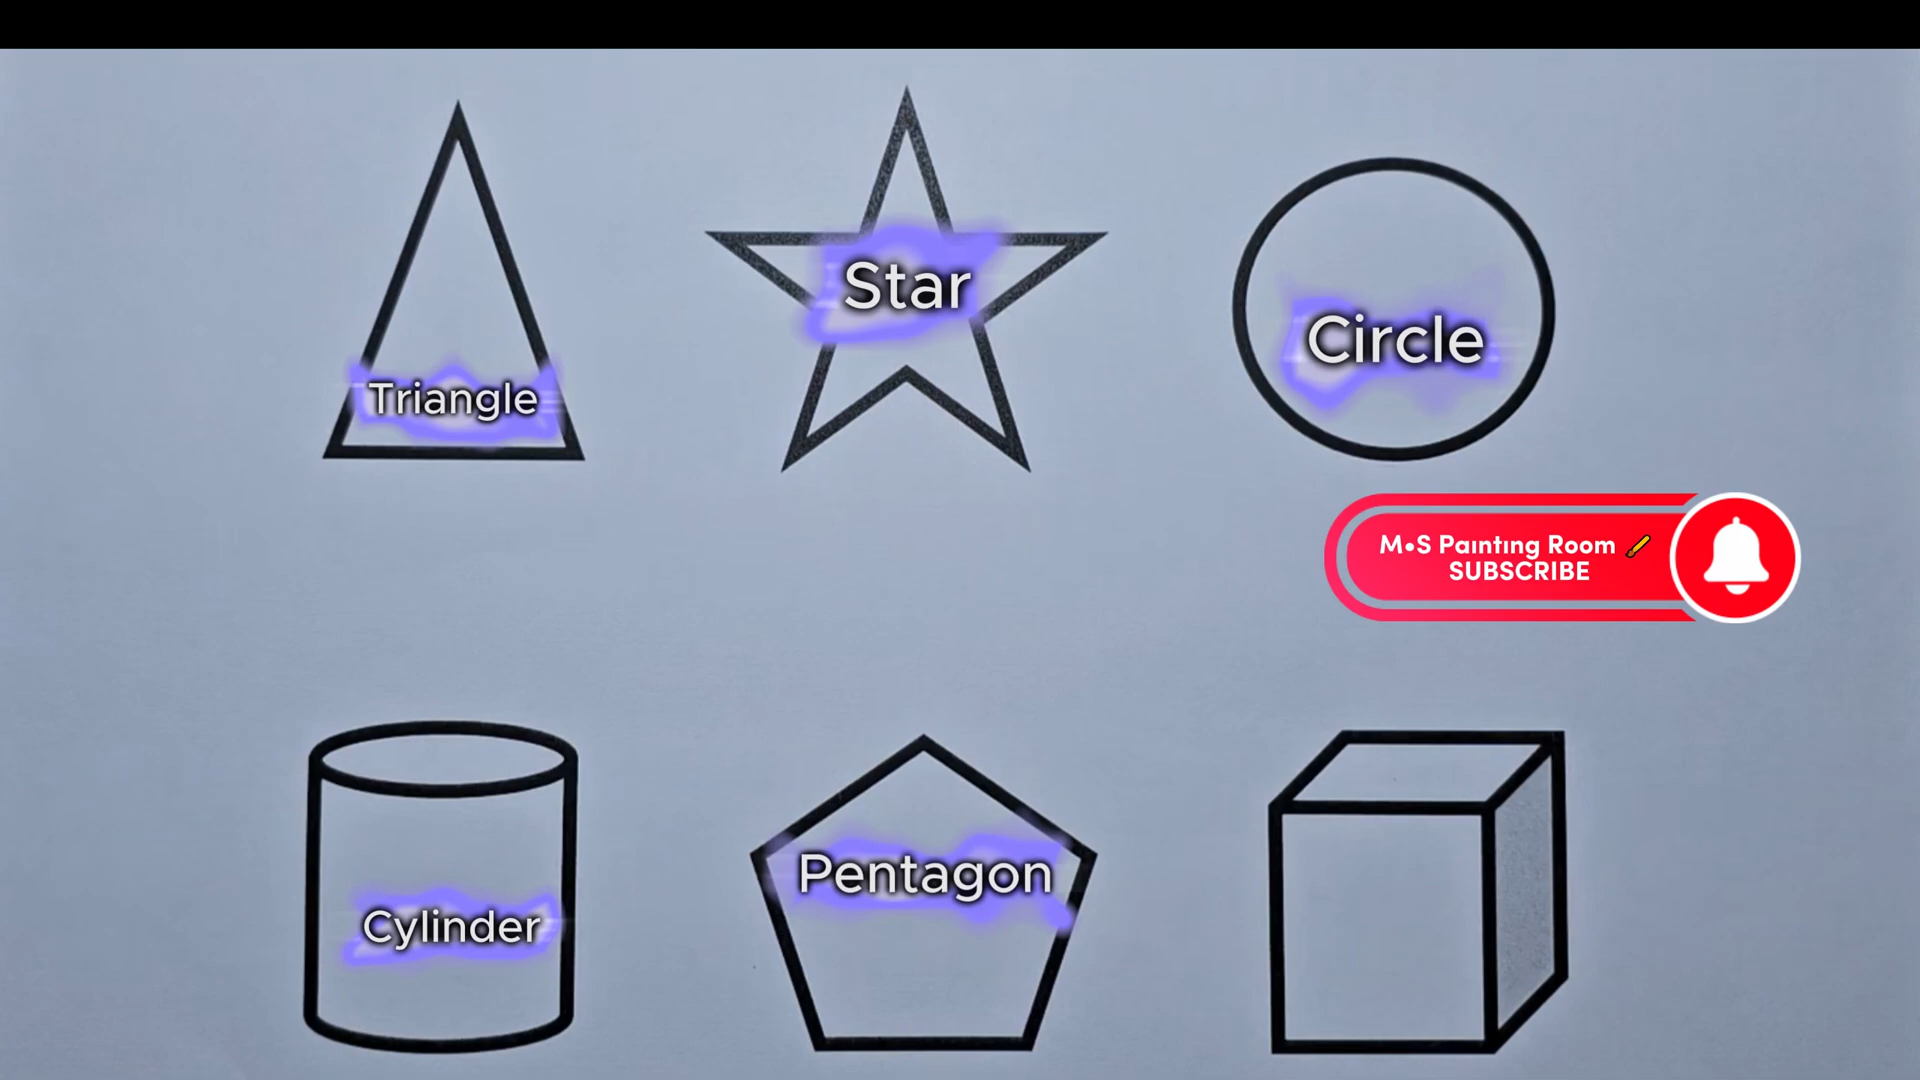 Triangle
Star
Circle
M•S Painting Room
SUBSCRIBE
Cylinder
Pentagon